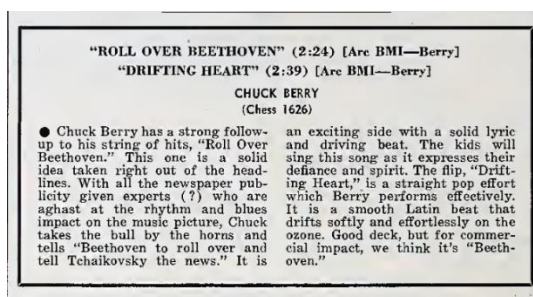 "ROLL OVER BEETHOVEN" (2:24) [Arc BMI—Berry]
"DRIFTING HEART" (2:39) [Arc BMI—Berry]
CHUCK BERRY
(Chess 1626)
● Chuck Berry has a strong follow-
up to his string of hits, "Roll Over
Beethoven." This one is a solid
idea taken right out of the head-
lines. With all the newspaper pub-
licity given experts (?) who are
aghast at the rhythm and blues
impact on the music picture, Chuck
takes the bull by the horns and
tells "Beethoven to roll over and
tell Tchaikovsky the news." It is
an exciting side with a solid lyric
and driving beat. The kids will
sing this song as it expresses their
defiance and spirit. The flip, "Drift-
ing Heart," is a straight pop effort
which Berry performs effectively.
It is a smooth Latin beat that
drifts softly and effortlessly on the
ozone. Good deck, but for commer-
cial impact, we think it's "Beeth-
oven."